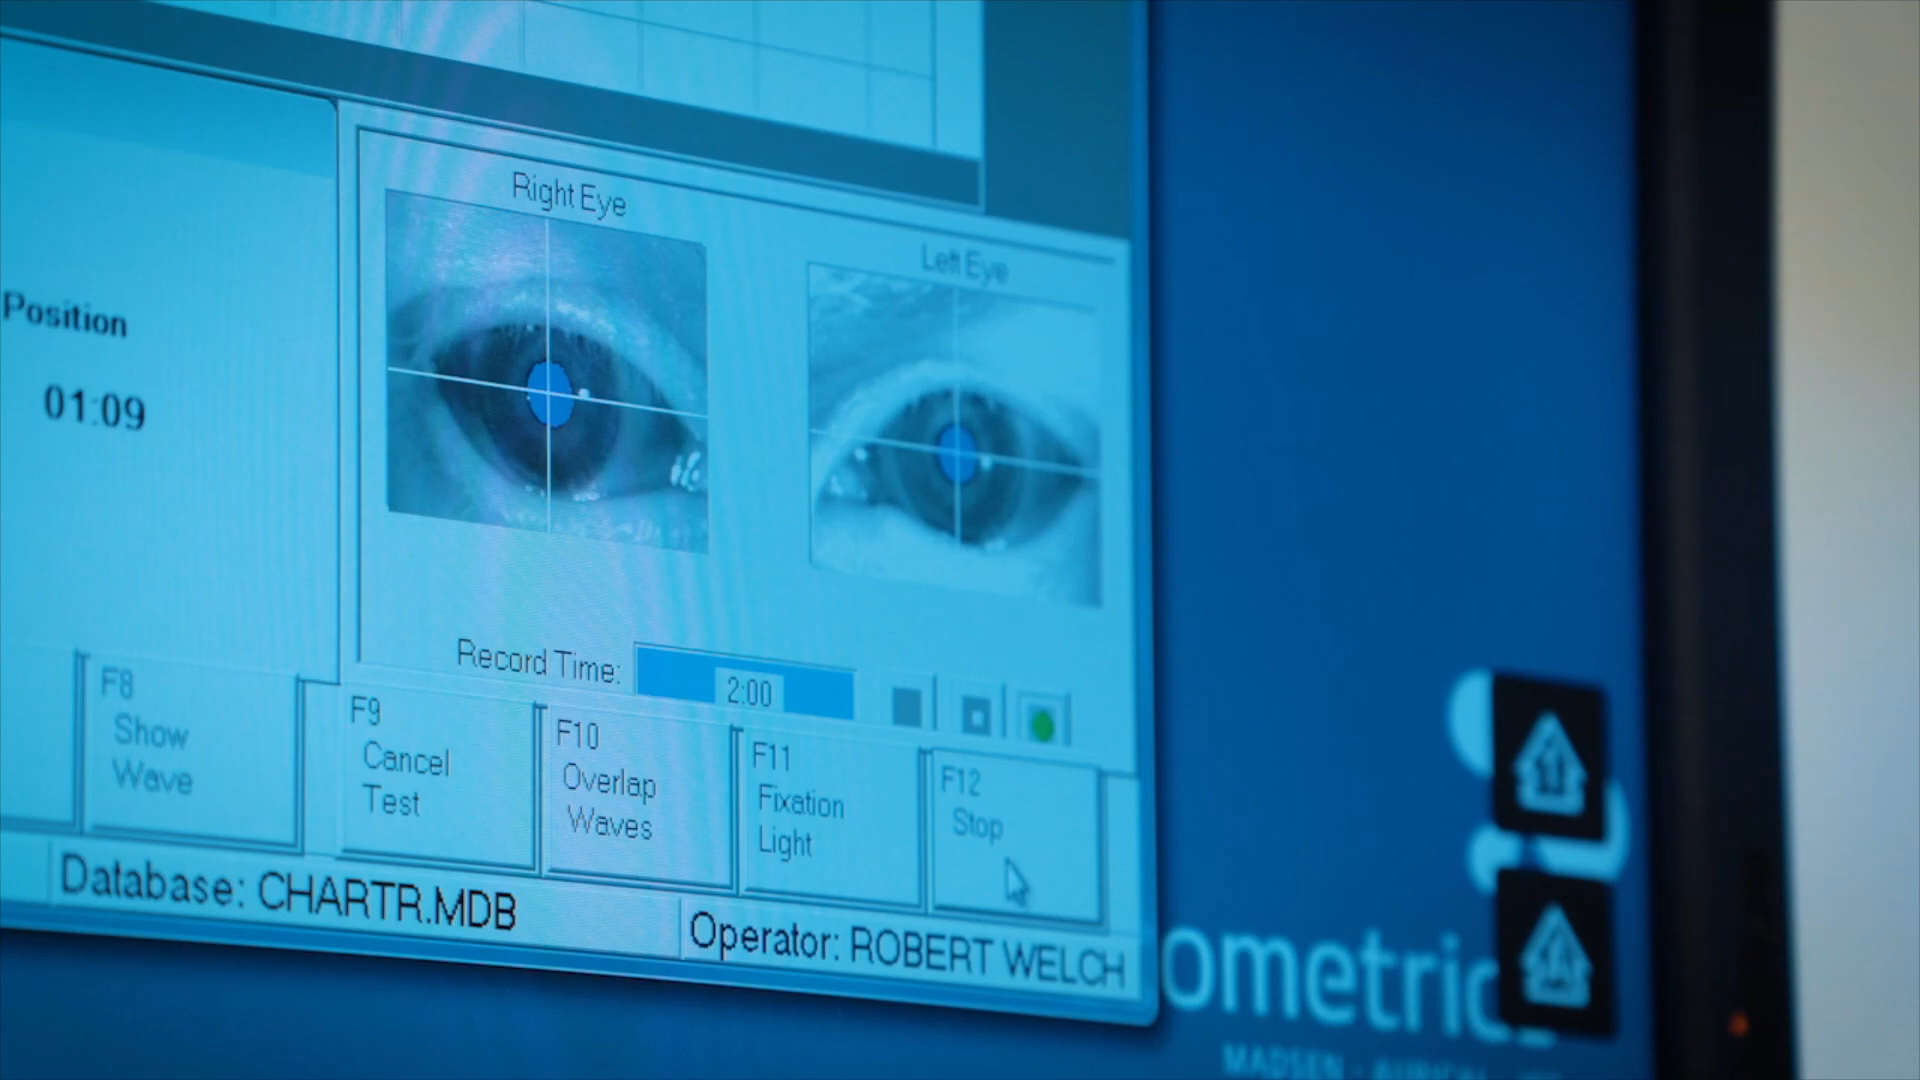 Right Eye
Left Eye
Position
01:09
Record Time:
2:00
F8
Show
Wave
F9
Cancel
Test
F10
Overlap
Waves
F11
Fixation
Light
F12
Stop
Database: CHARTR.MDB
Operator: ROBERT WELCH
ometric
MADSEN